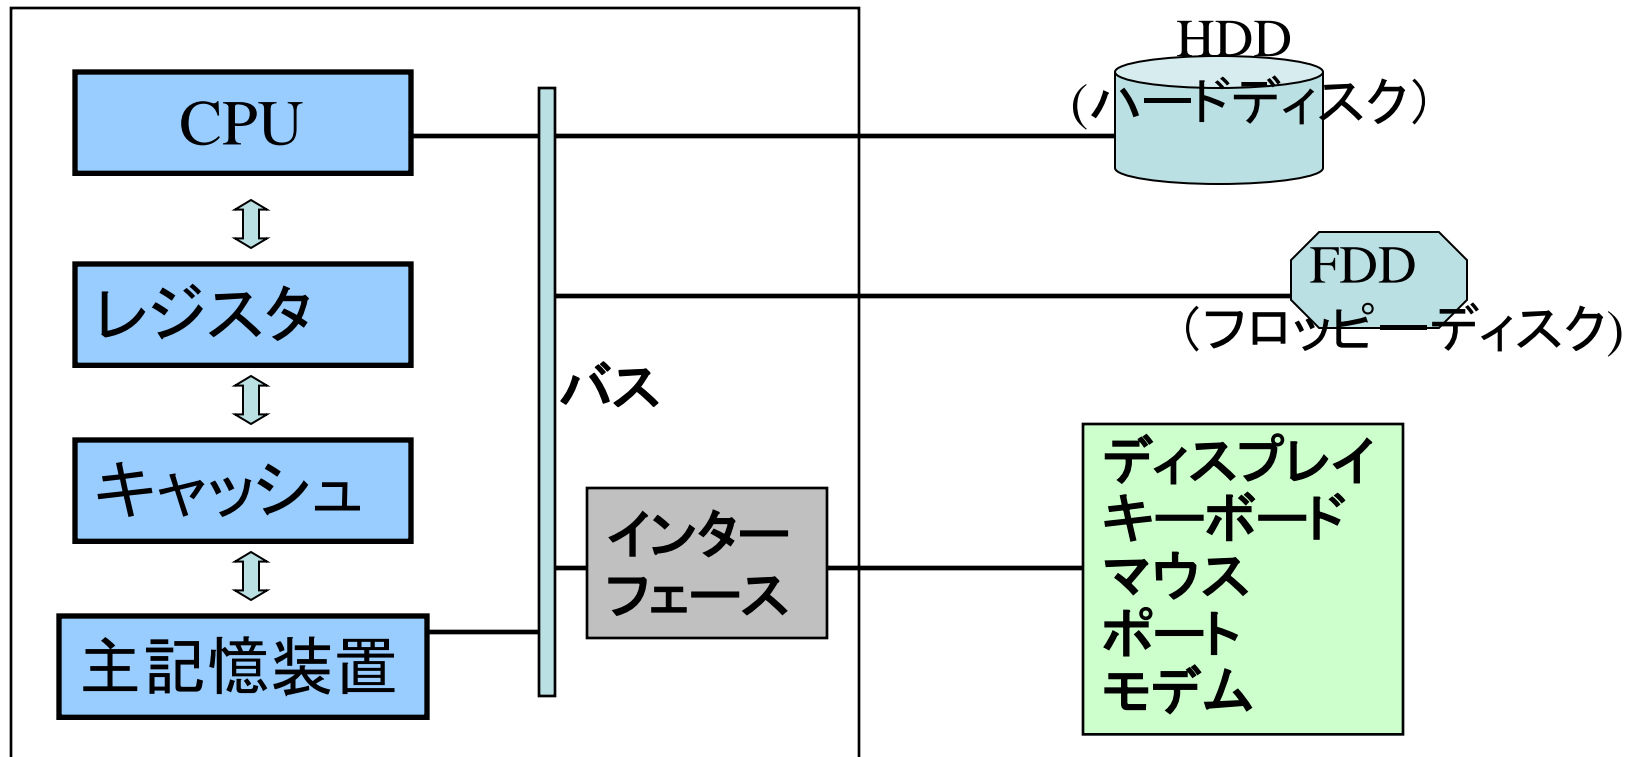 CPU
レジスタ
キャッシュ
主記憶装置
バス
インター
フェース
HDD
(ハードディスク)
FDD
(フロッピーディスク)
ディスプレイ
キーボード
マウス
ポート
モデム